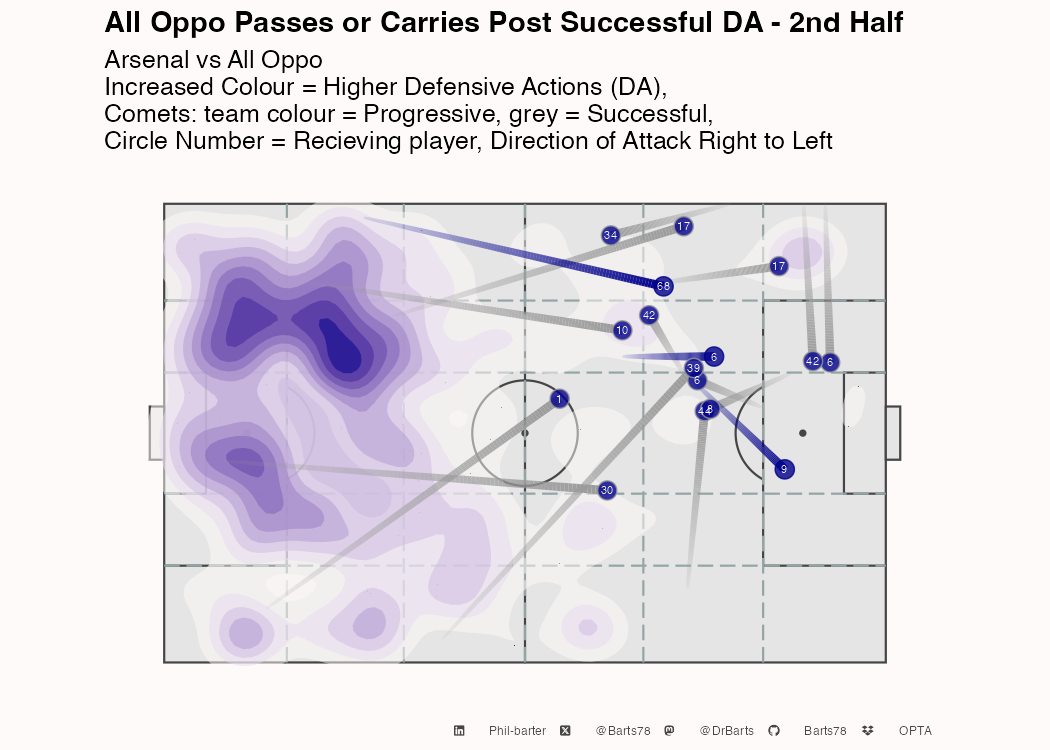 All Oppo Passes or Carries Post Successful DA - 2nd Half
Arsenal vs All Oppo
Increased Colour = Higher Defensive Actions (DA),
Comets: team colour = Progressive, grey = Successful,
Circle Number = Recieving player, Direction of Attack Right to Left
34
17
17
68
42
10
6
42
6
39
6
1
44
8
9
30
Phil-barter @Barts78 @DrBarts Barts78 OPTA